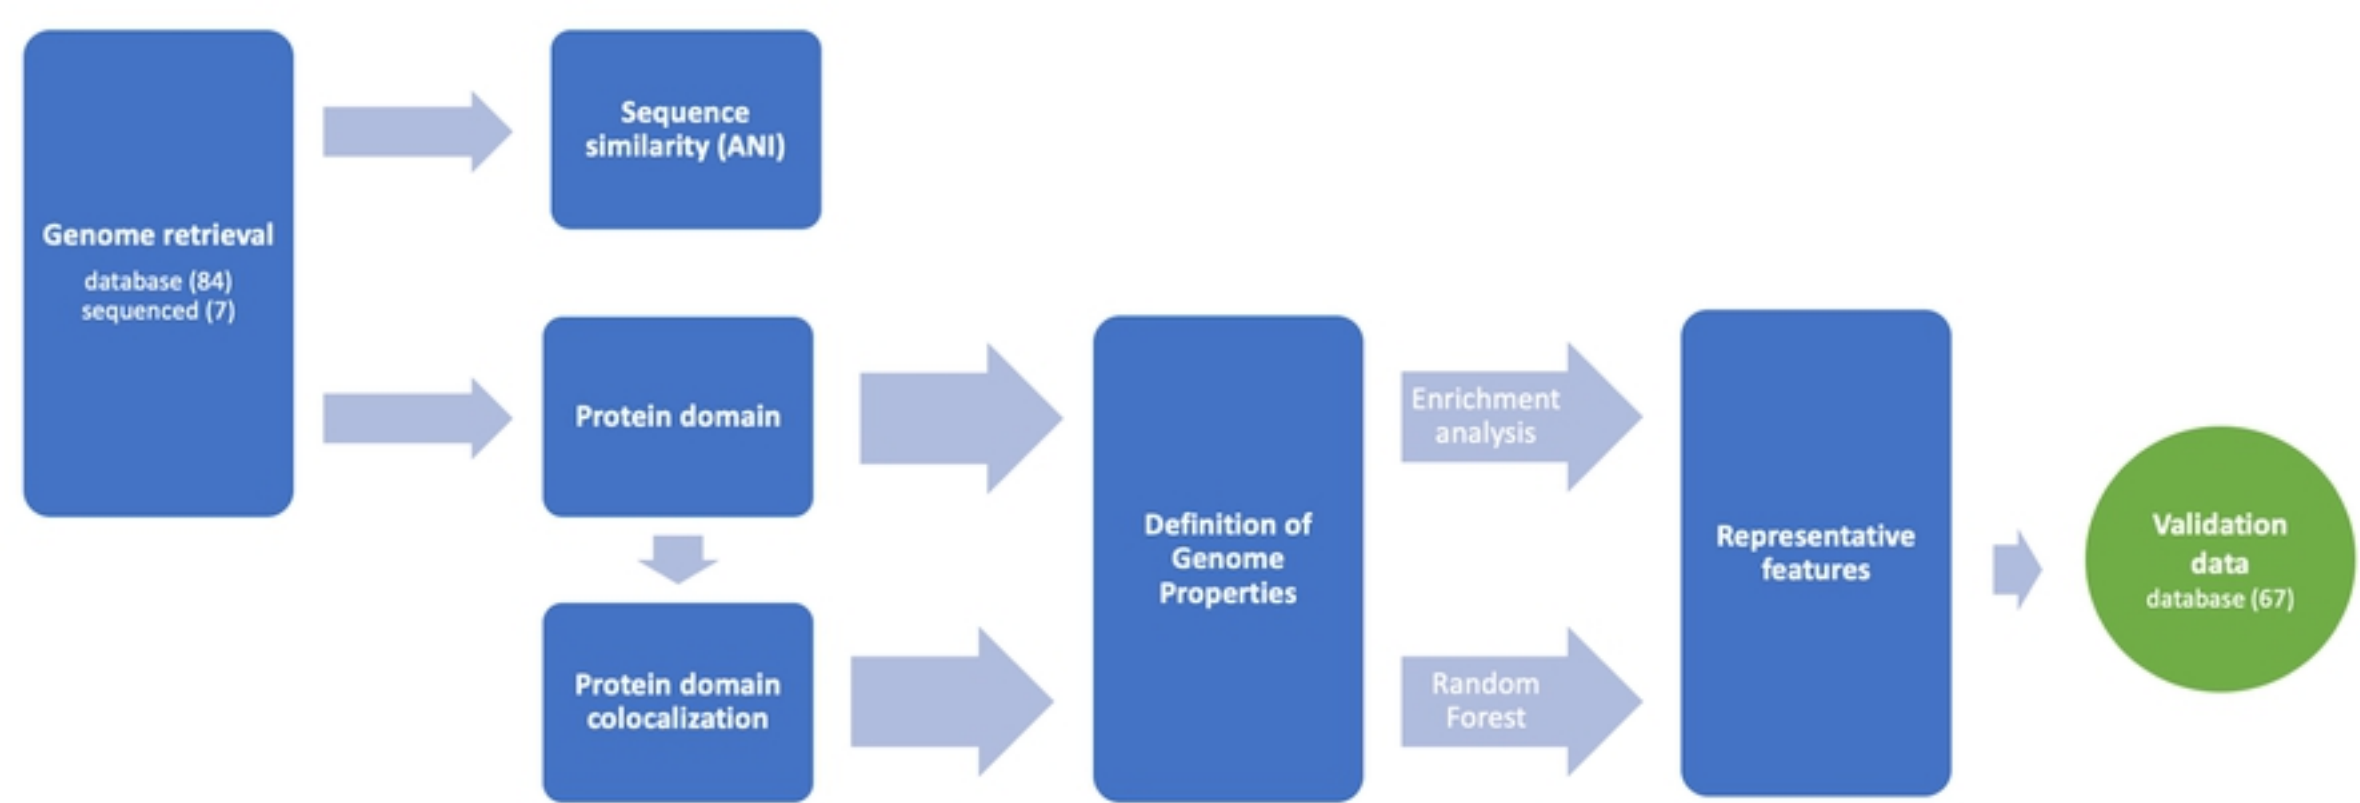 Genome retrieval
database (84)
sequenced (7)
Sequence
similarity (ANI)
Protein domain
Protein domain
colocalization
Definition of
Genome
Properties
Enrichment
analysis
Random
Forest
Representative
features
Validation
data
database (67)